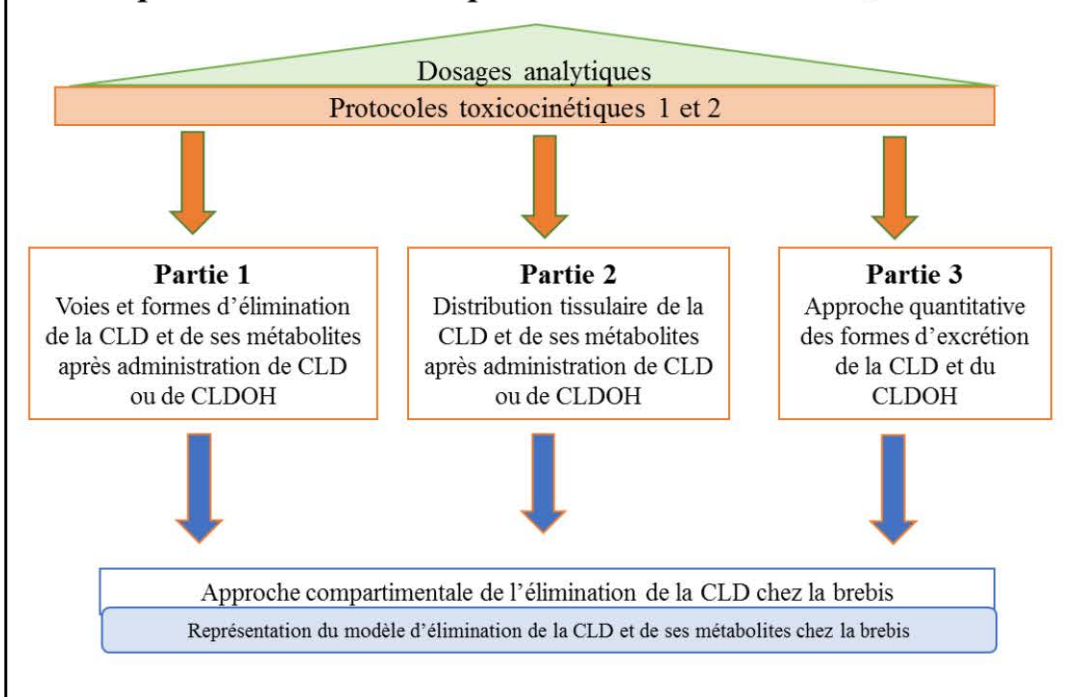 Dosages analytiques
Protocoles toxicocinétiques 1 et 2
Partie 1
Voies et formes d'élimination
de la CLD et de ses métabolites
après administration de CLD
ou de CLDOH
Partie 2
Distribution tissulaire de la
CLD et de ses métabolites
après administration de CLD
ou de CLDOH
Partie 3
Approche quantitative
des formes d'excrétion
de la CLD et du
CLDOH
Approche compartimentale de l'élimination de la CLD chez la brebis
Représentation du modèle d'élimination de la CLD et de ses métabolites chez la brebis